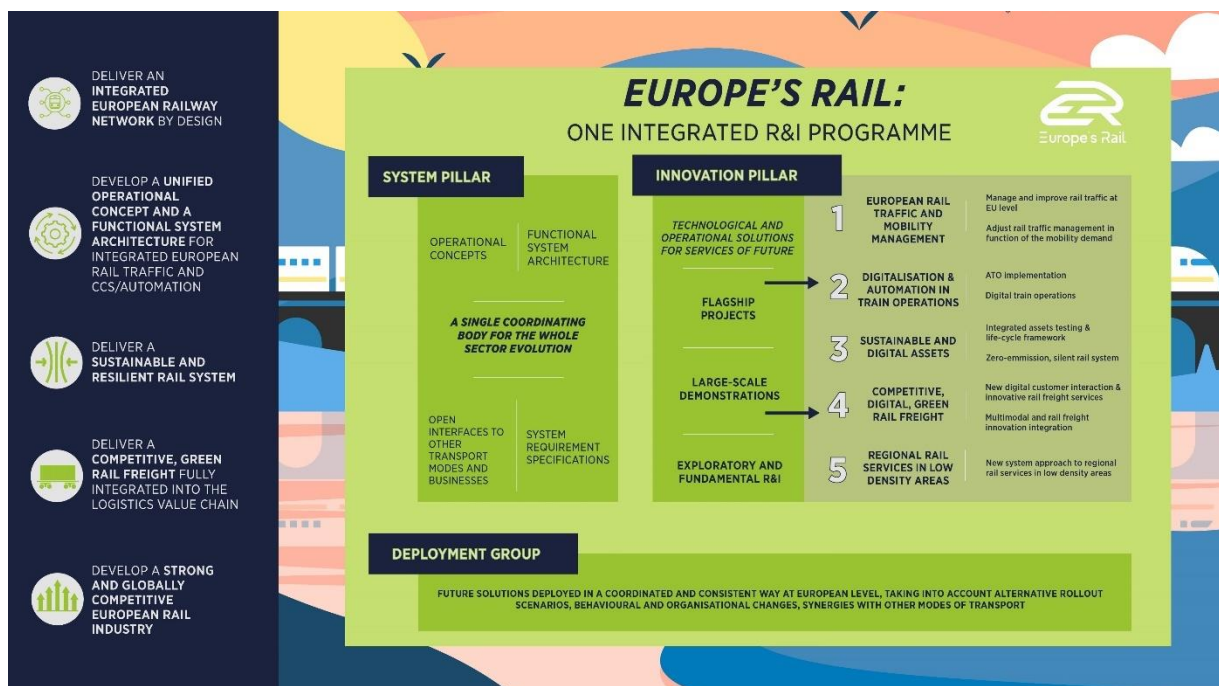 DELIVER AN
INTEGRATED
EUROPEAN RAILWAY
NETWORK BY DESIGN
DEVELOP A UNIFIED
OPERATIONAL
CONCEPT AND A
FUNCTIONAL SYSTEM
ARCHITECTURE FOR
INTEGRATED EUROPEAN
RAIL TRAFFIC AND
CCS/AUTOMATION
DELIVER A
SUSTAINABLE AND
RESILIENT RAIL SYSTEM
DELIVER A
COMPETITIVE, GREEN
RAIL FREIGHT FULLY
INTEGRATED INTO THE
LOGISTICS VALUE CHAIN
DEVELOP A STRONG
AND GLOBALLY
COMPETITIVE
EUROPEAN RAIL
INDUSTRY
EUROPE'S RAIL:
ONE INTEGRATED R&I PROGRAMME
Europe's Rail
SYSTEM PILLAR
OPERATIONAL
CONCEPTS
FUNCTIONAL
SYSTEM
ARCHITECTURE
A SINGLE COORDINATING
BODY FOR THE WHOLE
SECTOR EVOLUTION
OPEN
INTERFACES TO
OTHER
TRANSPORT
MODES AND
BUSINESSES
SYSTEM
REQUIREMENT
SPECIFICATIONS
INNOVATION PILLAR
TECHNOLOGICAL AND
OPERATIONAL SOLUTIONS
FOR SERVICES OF FUTURE
FLAGSHIP
PROJECTS
LARGE-SCALE
DEMONSTRATIONS
EXPLORATORY AND
FUNDAMENTAL R&I
1
EUROPEAN RAIL
TRAFFIC AND
MOBILITY
MANAGEMENT
Manage and improve rail traffic at
EU level
Adjust rail traffic management in
function of the mobility demand
2
DIGITALISATION &
AUTOMATION IN
TRAIN OPERATIONS
ATO implementation
Digital train operations
3
SUSTAINABLE AND
DIGITAL ASSETS
Integrated assets testing &
life-cycle framework
Zero-emmission, silent rail system
4
COMPETITIVE,
DIGITAL, GREEN
RAIL FREIGHT
New digital customer interaction &
innovative rail freight services
Multimodal and rail freight
innovation integration
5
REGIONAL RAIL
SERVICES IN LOW
DENSITY AREAS
New system approach to regional
rail services in low density areas
DEPLOYMENT GROUP
FUTURE SOLUTIONS DEPLOYED IN A COORDINATED AND CONSISTENT WAY AT EUROPEAN LEVEL, TAKING INTO ACCOUNT ALTERNATIVE ROLLOUT
SCENARIOS, BEHAVIOURAL AND ORGANISATIONAL CHANGES, SYNERGIES WITH OTHER MODES OF TRANSPORT